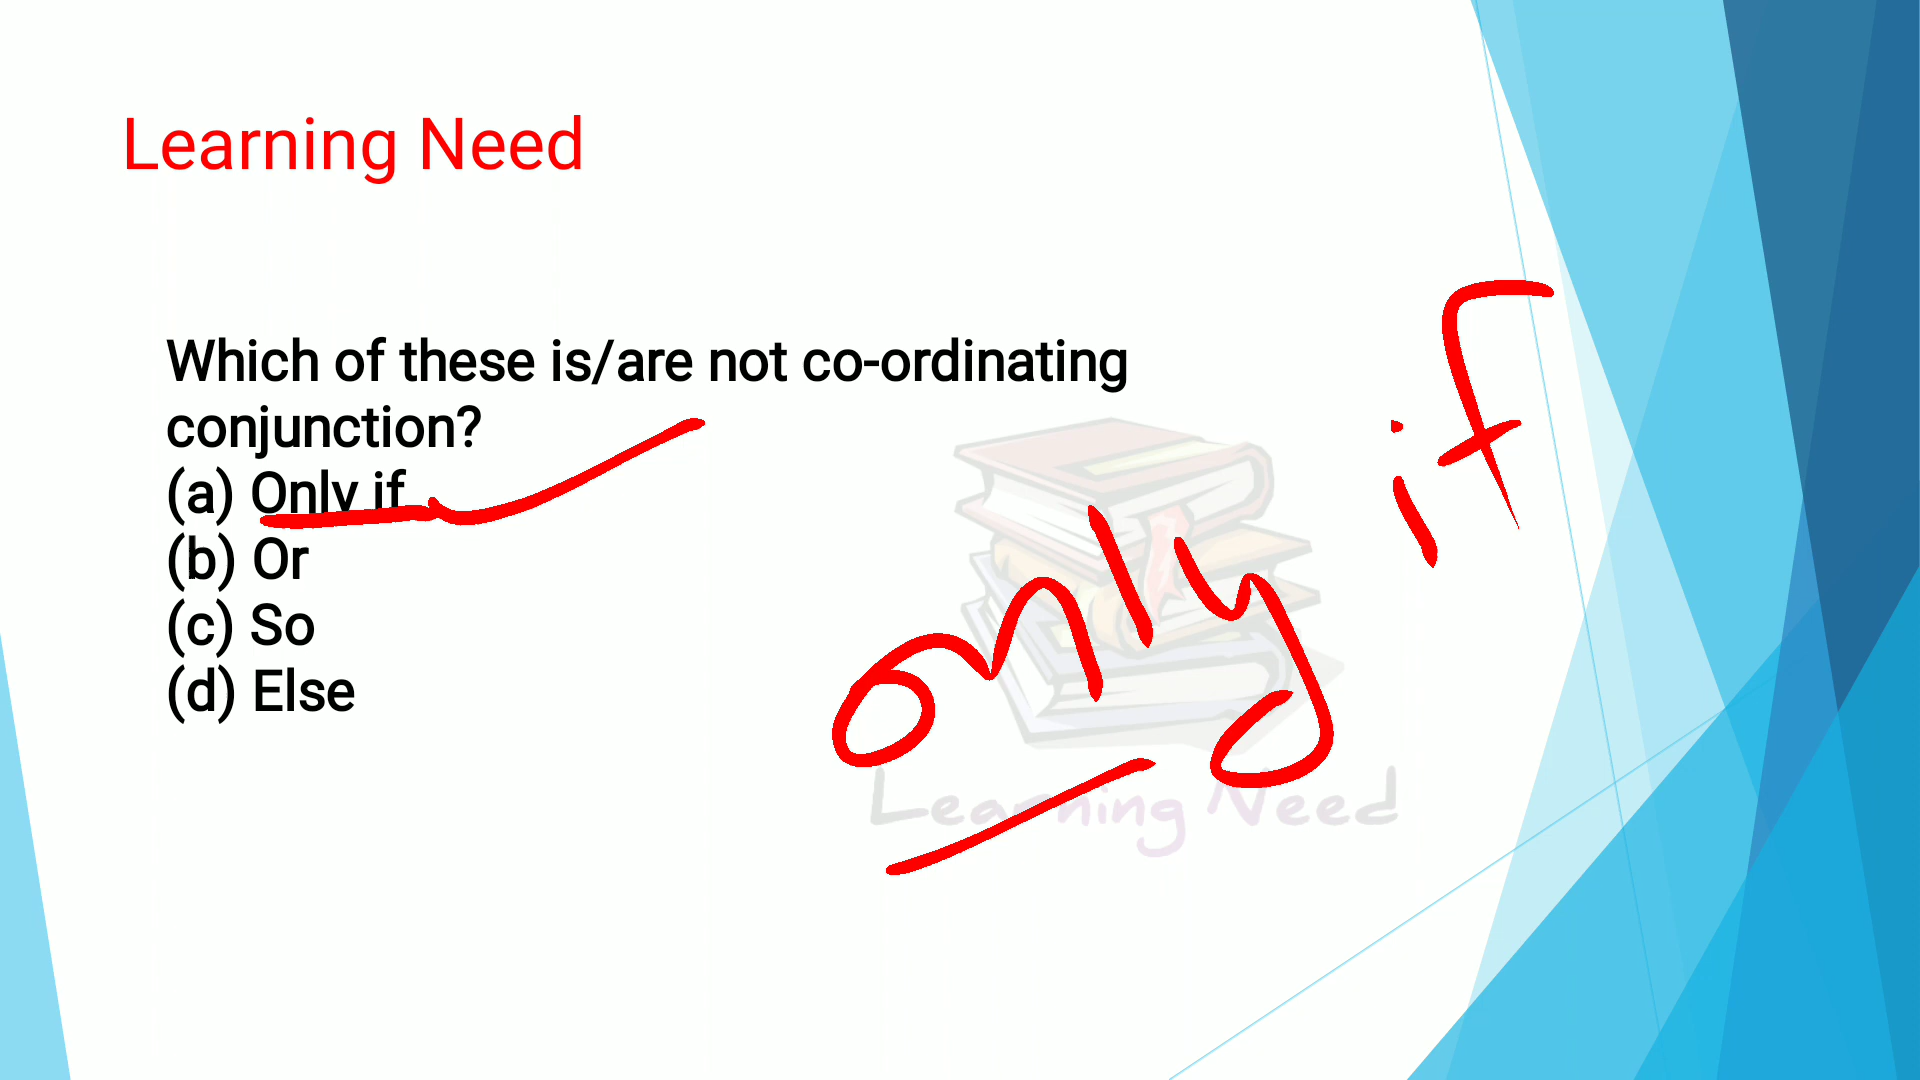 Learning Need
Which of these is/are not co-ordinating
conjunction?
(a) Only if
(b) Or
(c) So
(d) Else
only if
Learning Need